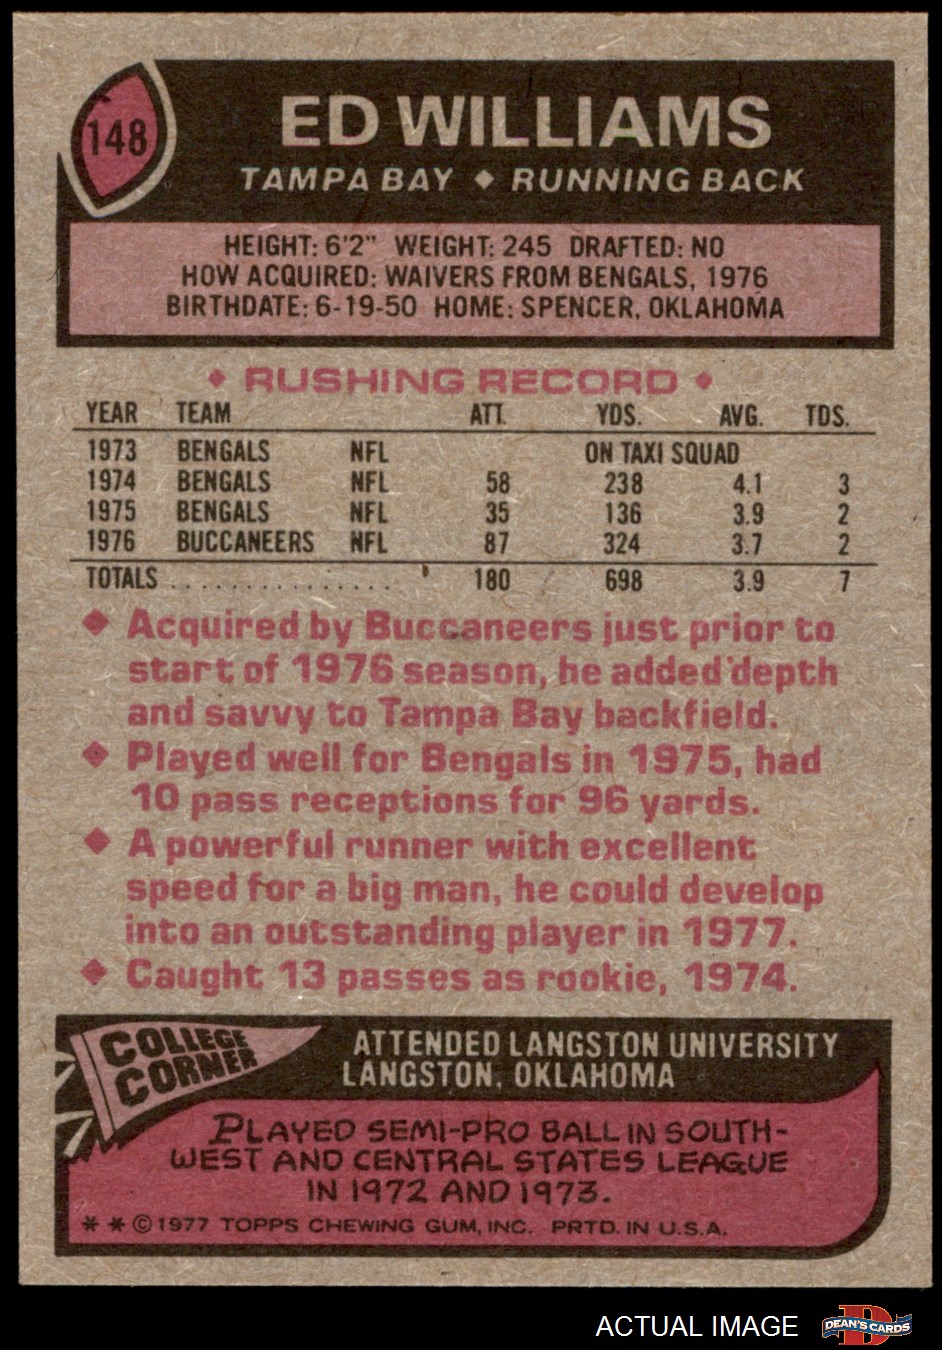 148
ED WILLIAMS
TAMPA BAY ♦ RUNNING BACK
HEIGHT: 6'2" WEIGHT: 245 DRAFTED: NO
HOW ACQUIRED: WAIVERS FROM BENGALS, 1976
BIRTHDATE: 6-19-50 HOME: SPENCER, OKLAHOMA
♦ RUSHING RECORD ♦
YEAR TEAM ATT. YDS. AVG. TDS.
1973 BENGALS NFL ON TAXI SQUAD
1974 BENGALS NFL 58 238 4.1 3
1975 BENGALS NFL 35 136 3.9 2
1976 BUCCANEERS NFL 87 324 3.7 2
TOTALS . . . . . . . . . . . . . . . 180 698 3.9 7
♦ Acquired by Buccaneers just prior to
start of 1976 season, he added depth
and savvy to Tampa Bay backfield.
♦ Played well for Bengals in 1975, had
10 pass receptions for 96 yards.
♦ A powerful runner with excellent
speed for a big man, he could develop
into an outstanding player in 1977.
♦ Caught 13 passes as rookie, 1974.
COLLEGE
CORNER
ATTENDED LANGSTON UNIVERSITY
LANGSTON, OKLAHOMA
PLAYED SEMI-PRO BALL IN SOUTH-
WEST AND CENTRAL STATES LEAGUE
IN 1972 AND 1973.
* * © 1977 TOPPS CHEWING GUM, INC. PRTD. IN U.S.A.
ACTUAL IMAGE
D
DEAN'S CARDS